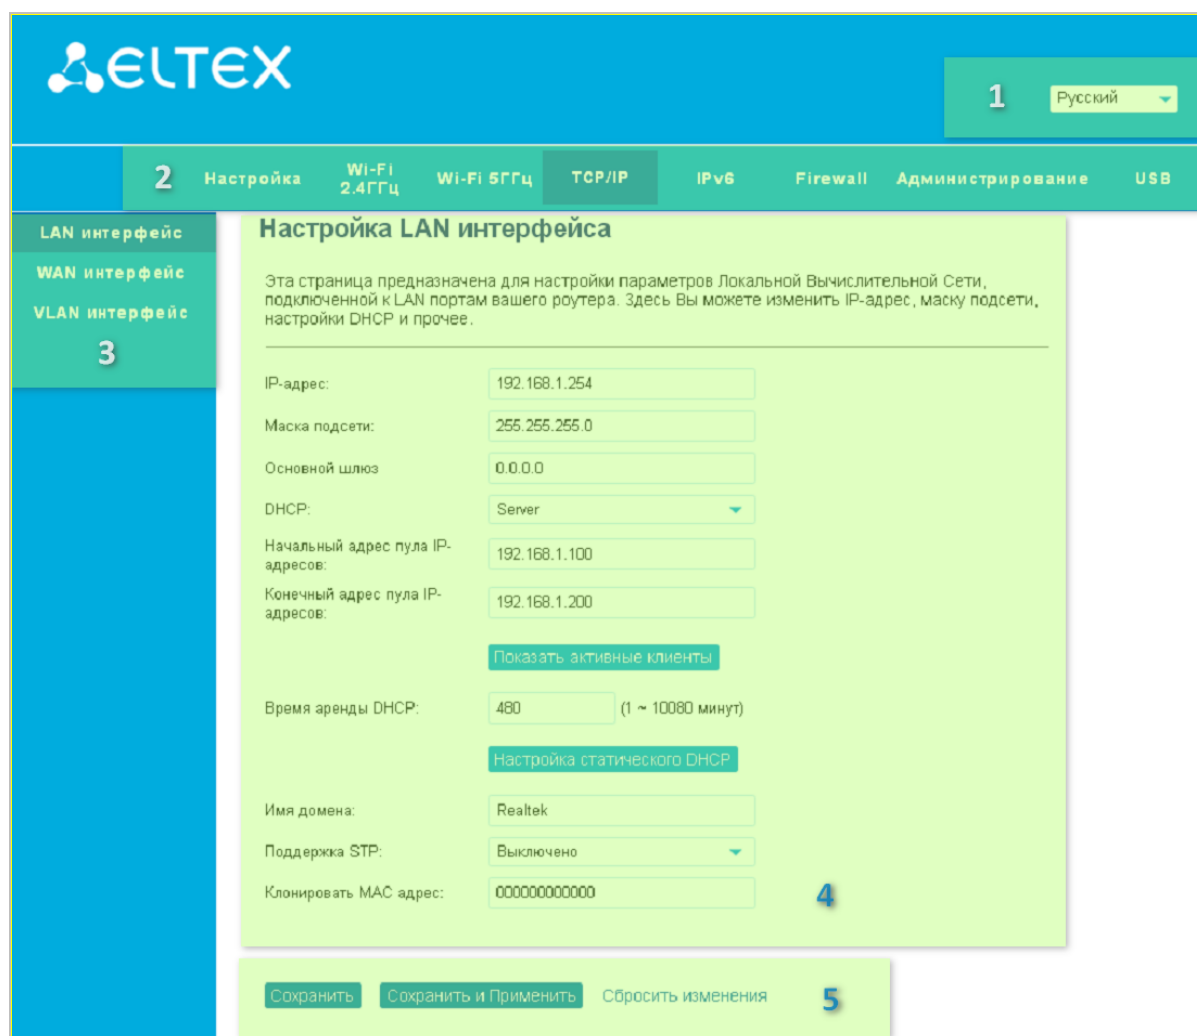 ELTEX
1 Русский
2 Настройка Wi-Fi 2.4ГГц Wi-Fi 5ГГц TCP/IP IPv6 Firewall Администрирование USB
LAN интерфейс
WAN интерфейс
VLAN интерфейс
3
Настройка LAN интерфейса
Эта страница предназначена для настройки параметров Локальной Вычислительной Сети,
подключенной к LAN портам вашего роутера. Здесь Вы можете изменить IP-адрес, маску подсети,
настройки DHCP и прочее.
IP-адрес: 192.168.1.254
Маска подсети: 255.255.255.0
Основной шлюз 0.0.0.0
DHCP: Server
Начальный адрес пула IP-
адресов: 192.168.1.100
Конечный адрес пула IP-
адресов: 192.168.1.200
Показать активные клиенты
Время аренды DHCP: 480 (1 ~ 10080 минут)
Настройка статического DHCP
Имя домена: Realtek
Поддержка STP: Выключено
Клонировать MAC адрес: 000000000000
4
Сохранить Сохранить и Применить Сбросить изменения 5